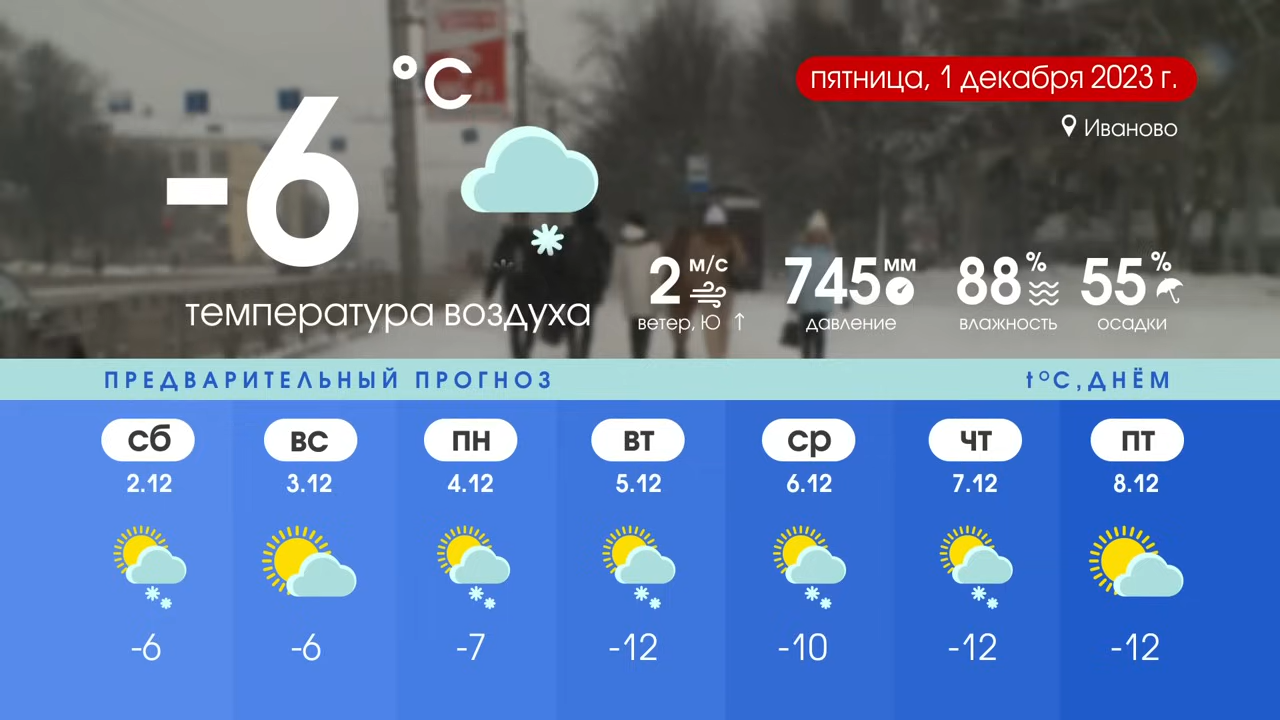 -6 °C
температура воздуха
пятница, 1 декабря 2023 г.
Иваново
2 м/с
ветер, Ю ↑
745 мм
давление
88 %
влажность
55 %
осадки
ПРЕДВАРИТЕЛЬНЫЙ ПРОГНОЗ
t°С, ДНЁМ
сб вс пн вт ср чт пт
2.12 3.12 4.12 5.12 6.12 7.12 8.12
-6 -6 -7 -12 -10 -12 -12